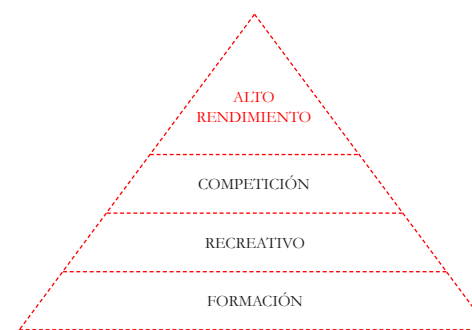 ALTO
RENDIMIENTO
COMPETICIÓN
RECREATIVO
FORMACIÓN